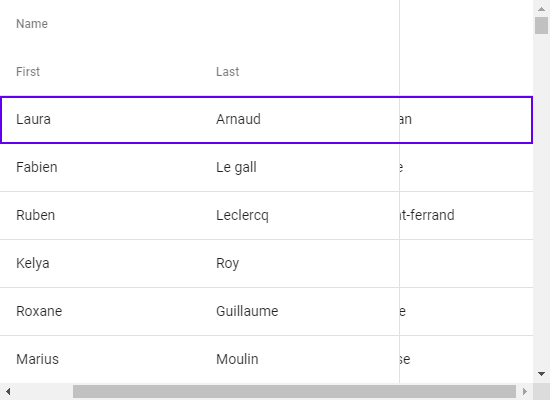 Name
First Last
Laura Arnaud an
Fabien Le gall e
Ruben Leclercq t-ferrand
Kelya Roy
Roxane Guillaume e
Marius Moulin se